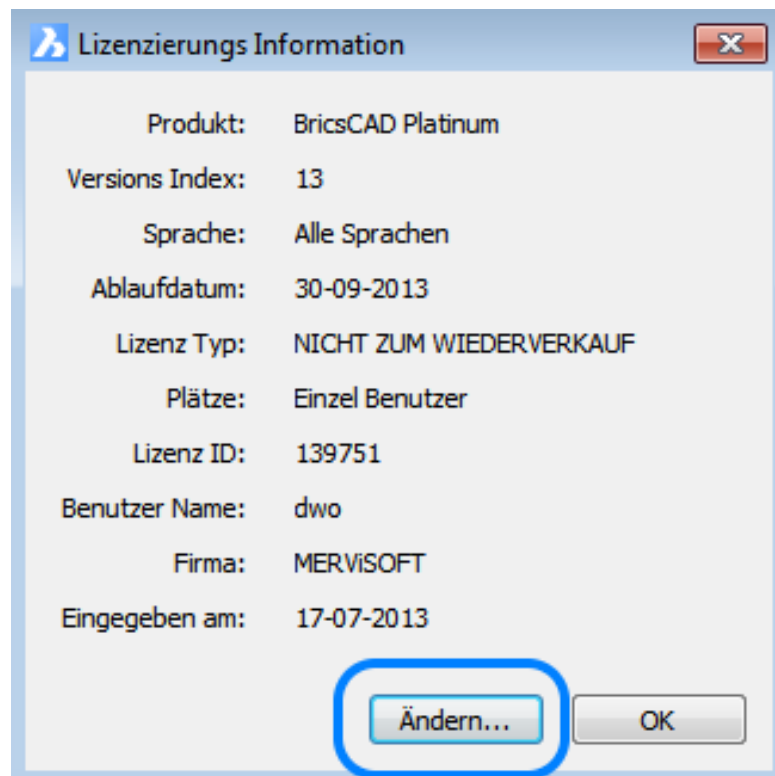 Lizenzierungs Information
Produkt: BricsCAD Platinum
Versions Index: 13
Sprache: Alle Sprachen
Ablaufdatum: 30-09-2013
Lizenz Typ: NICHT ZUM WIEDERVERKAUF
Plätze: Einzel Benutzer
Lizenz ID: 139751
Benutzer Name: dwo
Firma: MERViSOFT
Eingegeben am: 17-07-2013
Ändern... OK